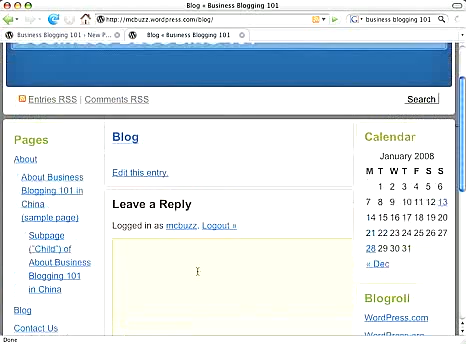 Blog « Business Blogging 101
http://mcbuzz.wordpress.com/blog/
business blogging 101
Business Blogging 101 › New P...
Blog « Business Blogging 101
Entries RSS | Comments RSS
Search
Pages
About
About Business
Blogging 101 in
China
(sample page)
Subpage
("Child") of
About Business
Blogging 101
in China
Blog
Contact Us
Blog
Edit this entry.
Leave a Reply
Logged in as mcbuzz. Logout »
Calendar
January 2008
M T W T F S S
1 2 3 4 5 6
7 8 9 10 11 12 13
14 15 16 17 18 19 20
21 22 23 24 25 26 27
28 29 30 31
« Dec
Blogroll
WordPress.com
WordPress.org
Done